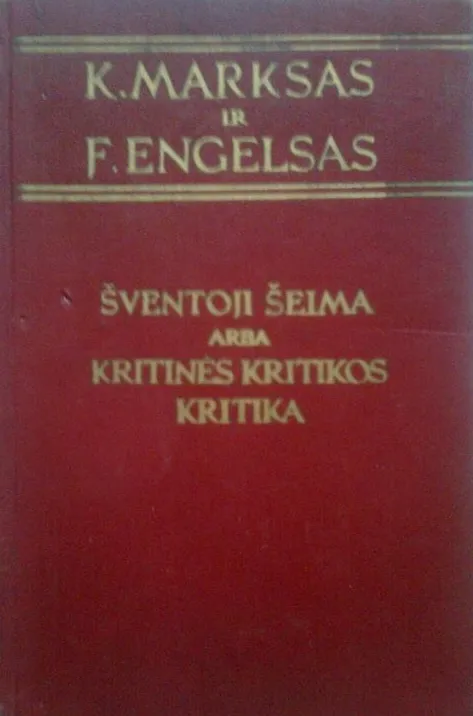 K. MARKSAS
IR
F. ENGELSAS
ŠVENTOJI ŠEIMA
ARBA
KRITINĖS KRITIKOS
KRITIKA